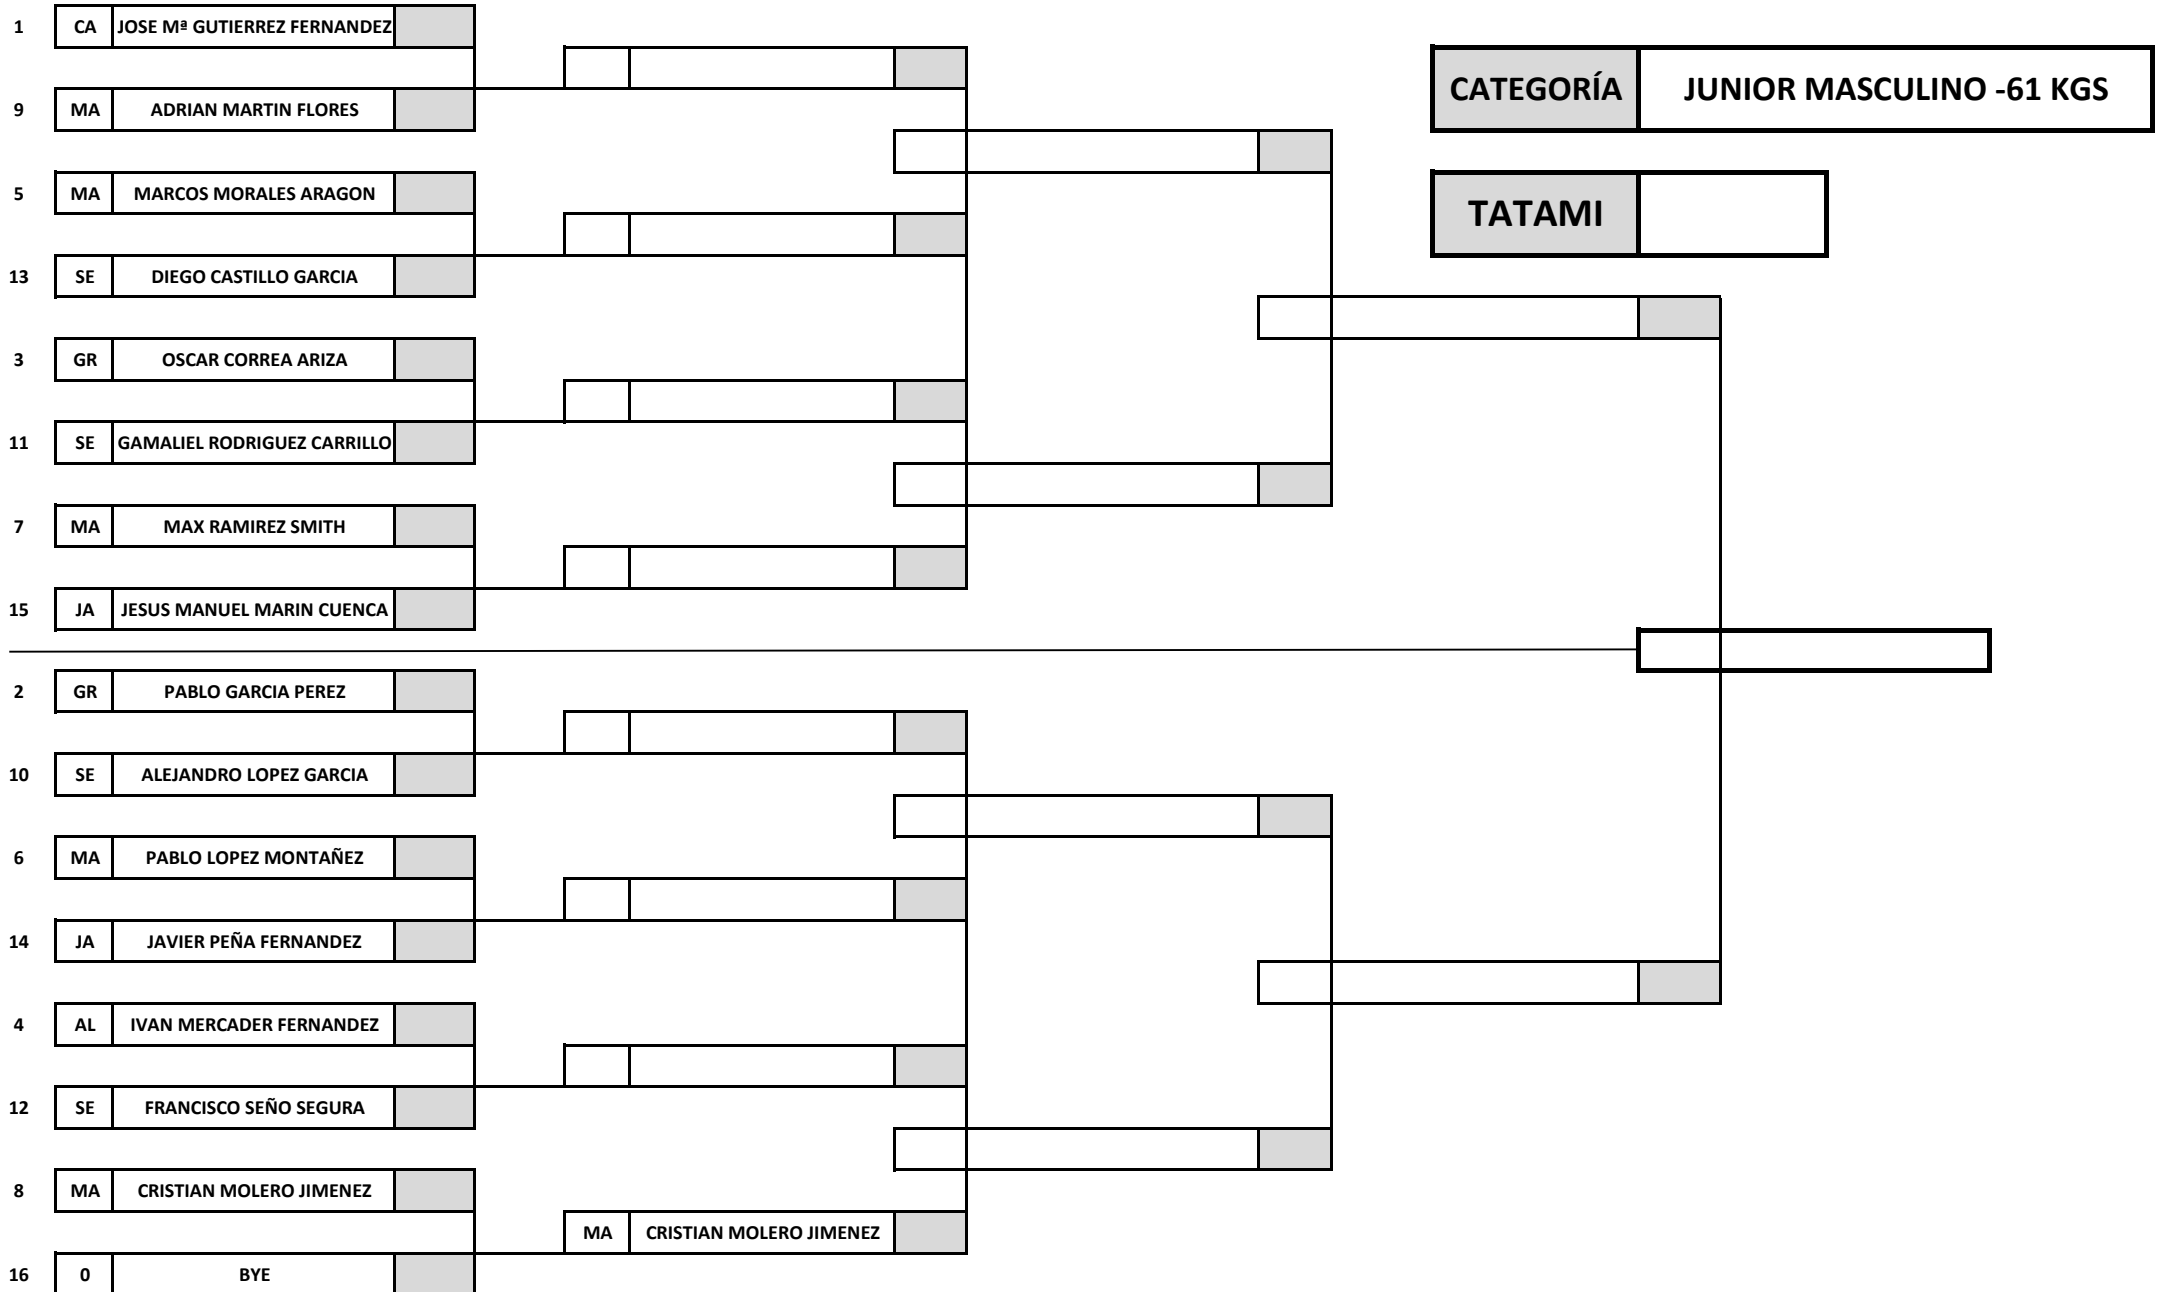 1 CA JOSE Mª GUTIERREZ FERNANDEZ
CATEGORÍA JUNIOR MASCULINO -61 KGS
9 MA ADRIAN MARTIN FLORES
5 MA MARCOS MORALES ARAGON
TATAMI
13 SE DIEGO CASTILLO GARCIA
3 GR OSCAR CORREA ARIZA
11 SE GAMALIEL RODRIGUEZ CARRILLO
7 MA MAX RAMIREZ SMITH
15 JA JESUS MANUEL MARIN CUENCA
2 GR PABLO GARCIA PEREZ
10 SE ALEJANDRO LOPEZ GARCIA
6 MA PABLO LOPEZ MONTAÑEZ
14 JA JAVIER PEÑA FERNANDEZ
4 AL IVAN MERCADER FERNANDEZ
12 SE FRANCISCO SEÑO SEGURA
8 MA CRISTIAN MOLERO JIMENEZ
MA CRISTIAN MOLERO JIMENEZ
16 0 BYE